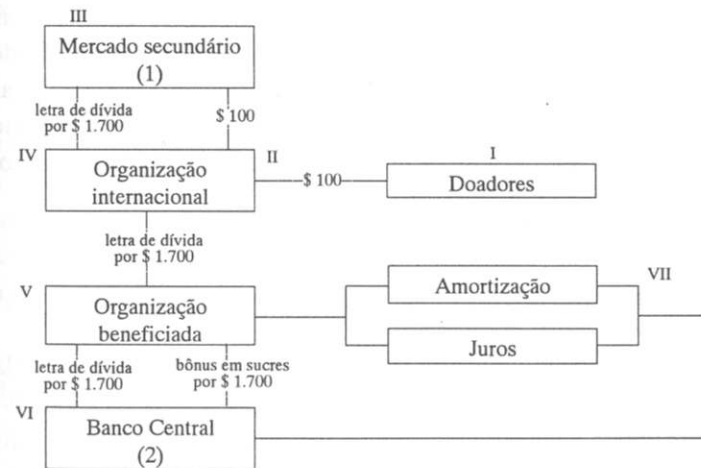 III
Mercado secundário
(1)
letra de dívida
por $ 1.700
$ 100
IV
Organização
internacional
II
$ 100
I
Doadores
letra de dívida
por $ 1.700
V
Organização
beneficiada
Amortização
Juros
VII
letra de dívida
por $ 1.700
bônus em sucres
por $ 1.700
VI
Banco Central
(2)